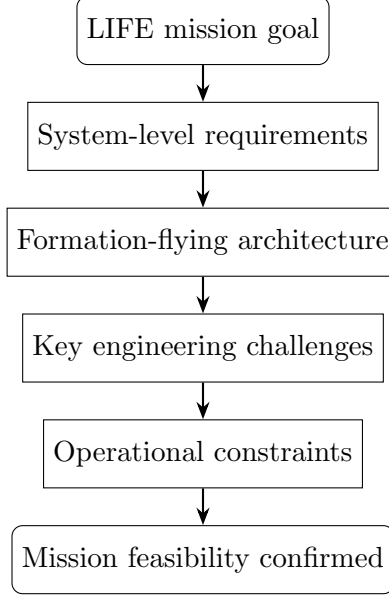 LIFE mission goal
System-level requirements
Formation-flying architecture
Key engineering challenges
Operational constraints
Mission feasibility confirmed